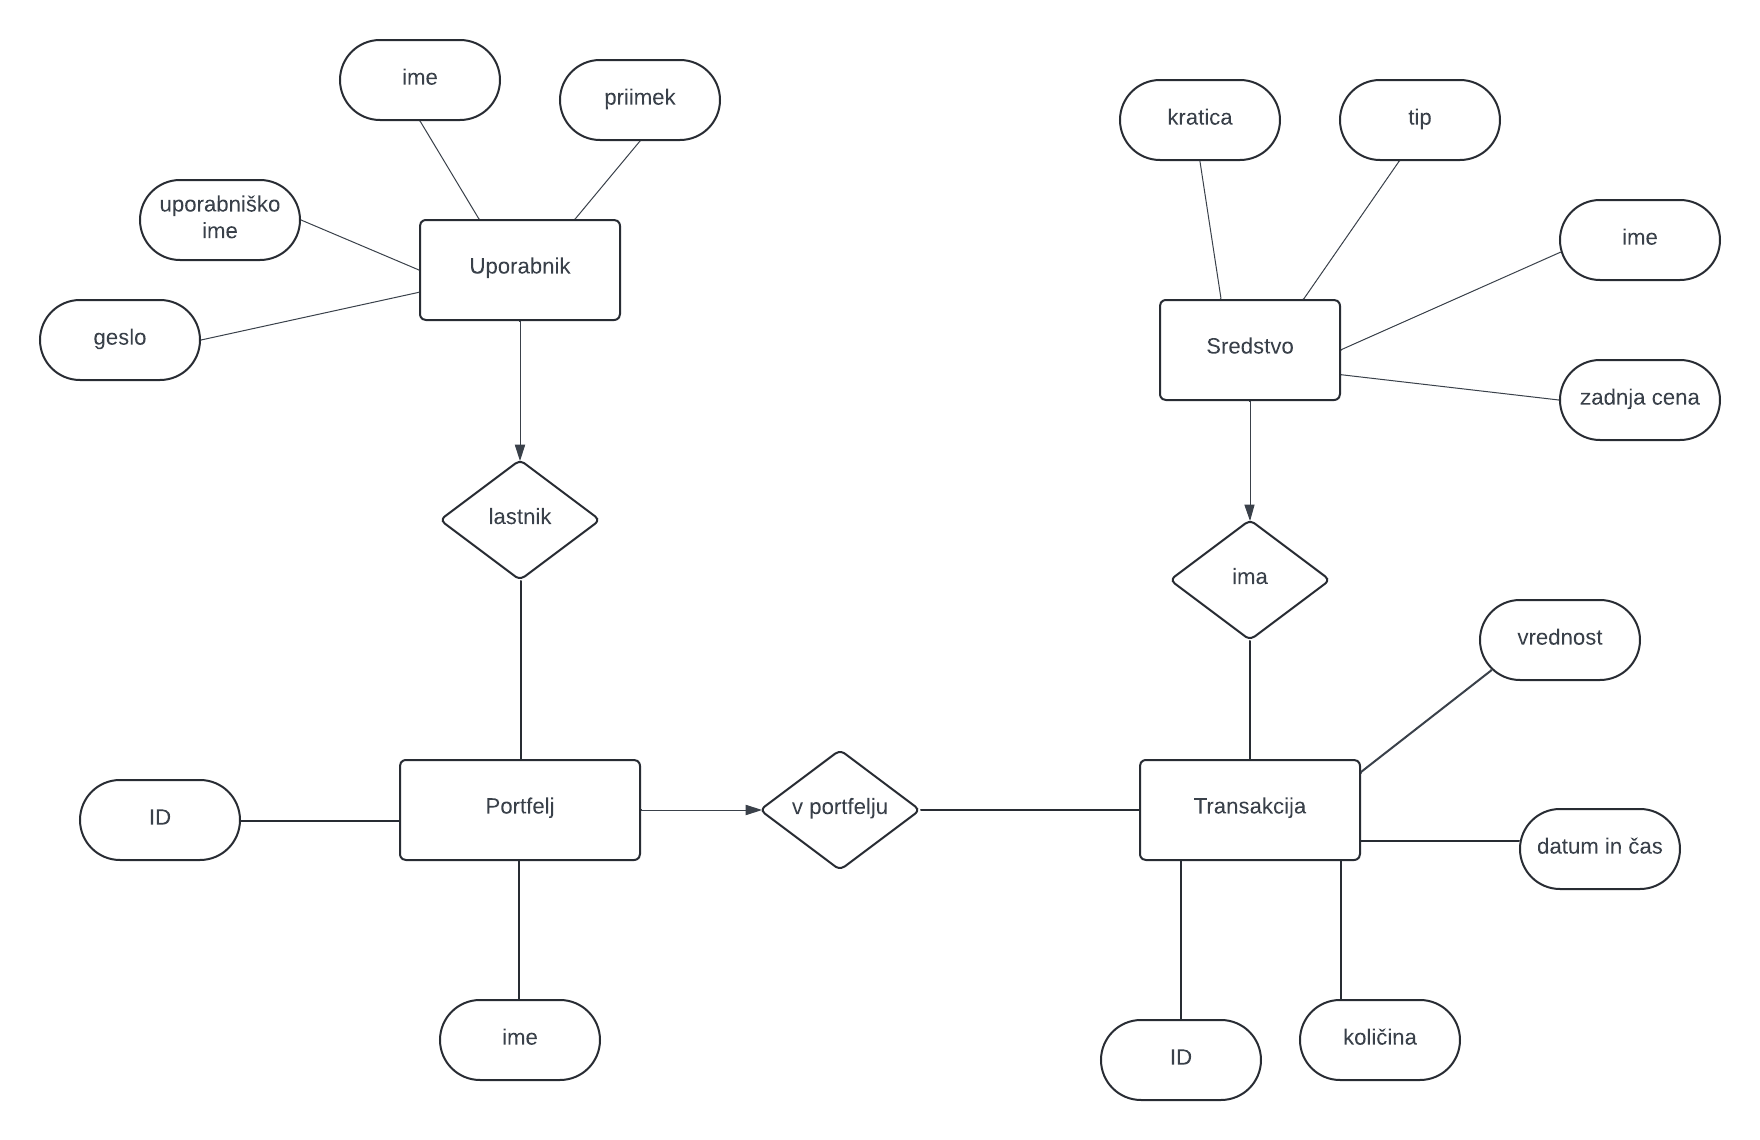 ime
priimek
kratica
tip
uporabniško
ime
ime
Uporabnik
geslo
Sredstvo
zadnja cena
lastnik
ima
vrednost
ID
Portfelj
v portfelju
Transakcija
datum in čas
ime
ID
količina